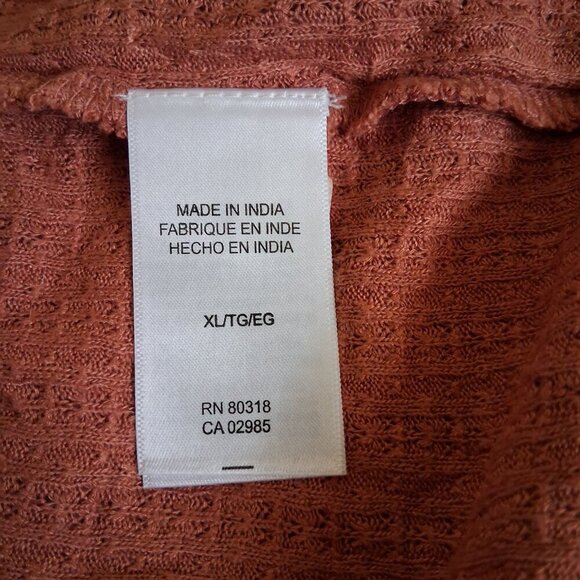 MADE IN INDIA
FABRIQUE EN INDE
HECHO EN INDIA
XL/TG/EG
RN 80318
CA 02985